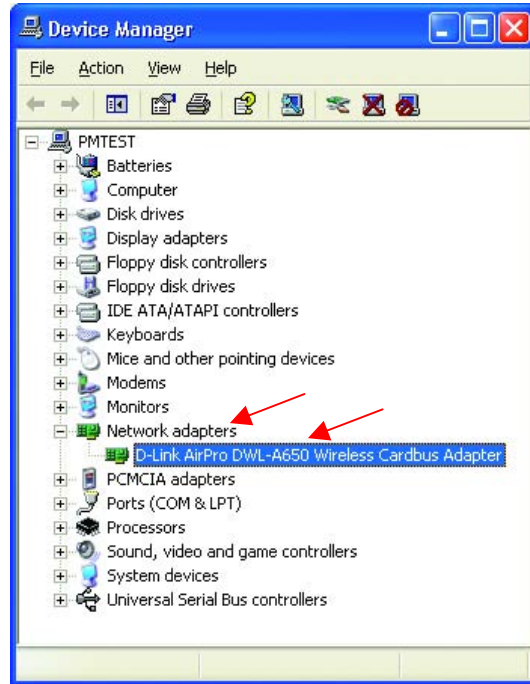 Device Manager
File Action View Help
PMTEST
Batteries
Computer
Disk drives
Display adapters
Floppy disk controllers
Floppy disk drives
IDE ATA/ATAPI controllers
Keyboards
Mice and other pointing devices
Modems
Monitors
Network adapters
D-Link AirPro DWL-A650 Wireless Cardbus Adapter
PCMCIA adapters
Ports (COM & LPT)
Processors
Sound, video and game controllers
System devices
Universal Serial Bus controllers